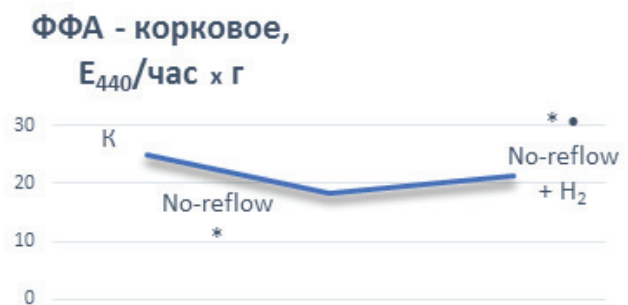 ФФА - корковое,
E₄₄₀/час x г
30
* •
К
No-reflow
20
No-reflow
+ H₂
*
10
0